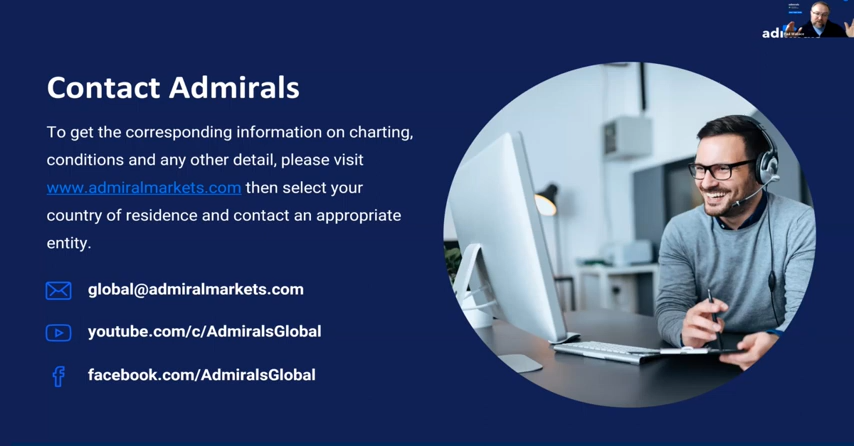 Contact Admirals
To get the corresponding information on charting,
conditions and any other detail, please visit
www.admiralmarkets.com then select your
country of residence and contact an appropriate
entity.
global@admiralmarkets.com
youtube.com/c/AdmiralsGlobal
facebook.com/AdmiralsGlobal